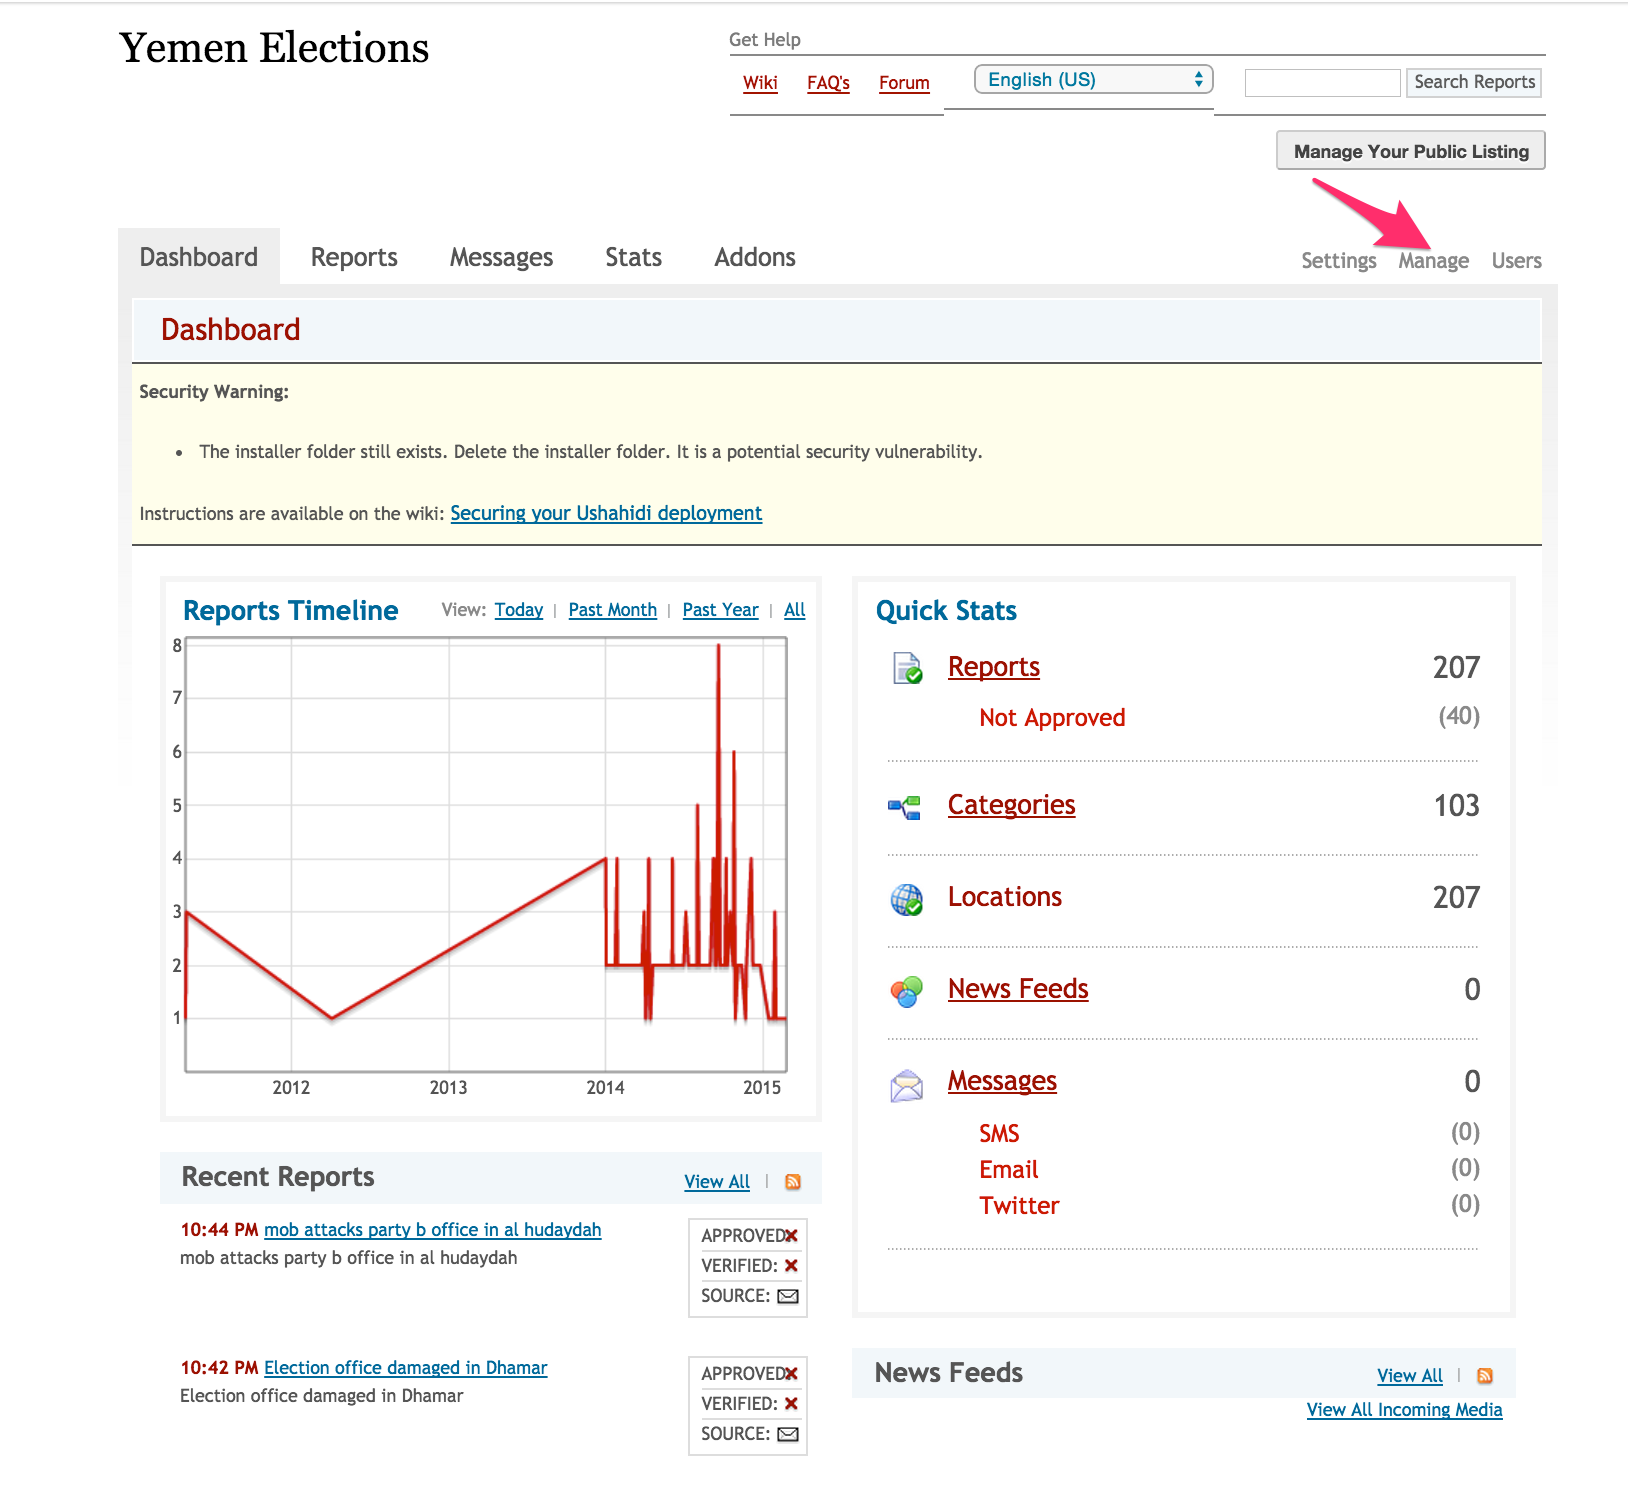 Yemen Elections
Get Help
Wiki FAQ's Forum English (US) Search Reports
Manage Your Public Listing
Dashboard Reports Messages Stats Addons Settings Manage Users
Dashboard
Security Warning:
• The installer folder still exists. Delete the installer folder. It is a potential security vulnerability.
Instructions are available on the wiki: Securing your Ushahidi deployment
Reports Timeline View: Today | Past Month | Past Year | All
8
7
6
5
4
3
2
1
2012 2013 2014 2015
Quick Stats
Reports 207
Not Approved (40)
Categories 103
Locations 207
News Feeds 0
Messages 0
SMS (0)
Email (0)
Twitter (0)
Recent Reports View All |
10:44 PM mob attacks party b office in al hudaydah
mob attacks party b office in al hudaydah
APPROVED:
VERIFIED:
SOURCE:
10:42 PM Election office damaged in Dhamar
Election office damaged in Dhamar
APPROVED:
VERIFIED:
SOURCE:
News Feeds View All |
View All Incoming Media